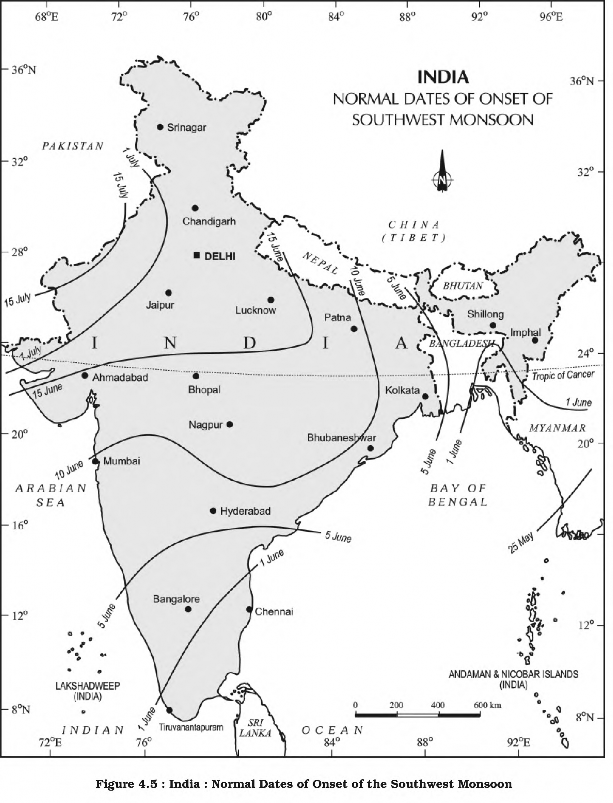 68°E
72°
76°
80°
84°
88°
92°
96°E
36°N
36°N
INDIA
NORMAL DATES OF ONSET OF
SOUTHWEST MONSOON
Srinagar
PAKISTAN
1 July
15 July
32°
32°
N
Chandigarh
CHINA
(TIBET)
28°
28°
DELHI
15 June
NEPAL
10 June
5 June
BHUTAN
15 July
Jaipur
Lucknow
Patna
Shillong
Imphal
INDIA
BANGLADESH
1 July
24°
24°
Tropic of Cancer
15 June
Ahmadabad
Bhopal
Kolkata
1 June
Nagpur
MYANMAR
20°
20°
Bhubaneshwar
10 June
Mumbai
5 June
1 June
ARABIAN
SEA
BAY OF
BENGAL
Hyderabad
16°
16°
5 June
25 May
1 June
Bangalore
Chennai
5 June
12°
12°
LAKSHADWEEP
(INDIA)
ANDAMAN & NICOBAR ISLANDS
(INDIA)
0 200 400 600 km
8°N
8°N
1 June
Tiruvanantapuram
SRI
LANKA
INDIAN OCEAN
72°E
76°
84°
88°
92°E
Figure 4.5 : India : Normal Dates of Onset of the Southwest Monsoon